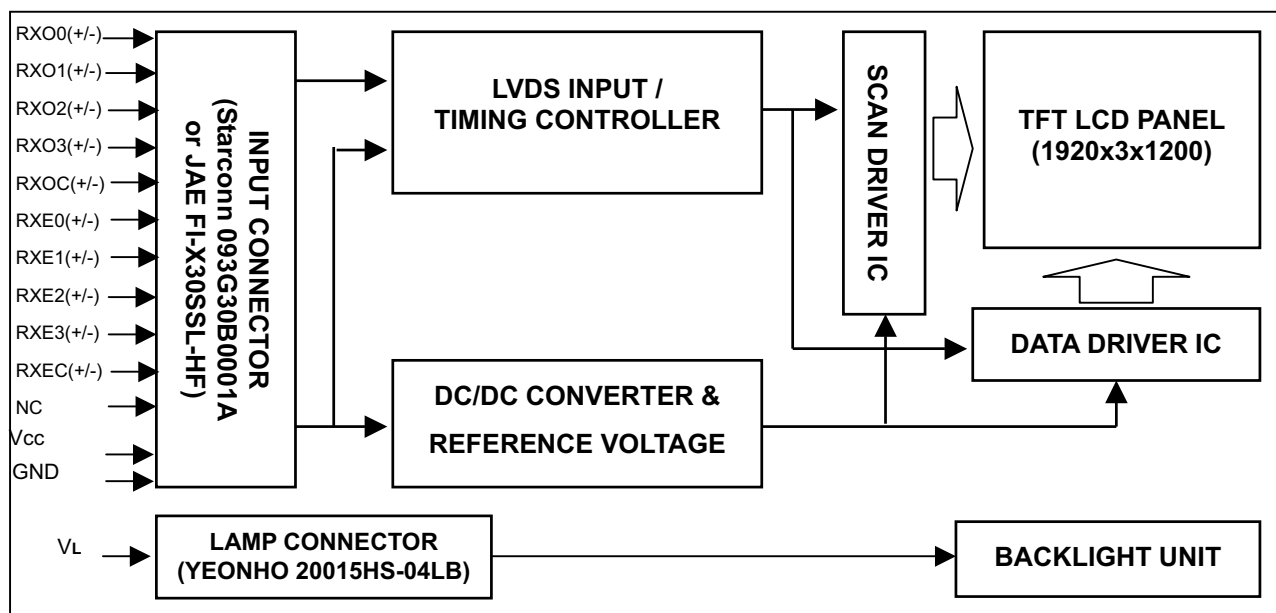 RXO0(+/-)
RXO1(+/-)
RXO2(+/-)
RXO3(+/-)
RXOC(+/-)
RXE0(+/-)
RXE1(+/-)
RXE2(+/-)
RXE3(+/-)
RXEC(+/-)
NC
Vcc
GND
VL
INPUT CONNECTOR
(Starconn 093G30B0001A
or JAE FI-X30SSL-HF)
LVDS INPUT /
TIMING CONTROLLER
SCAN DRIVER IC
TFT LCD PANEL
(1920x3x1200)
DATA DRIVER IC
DC/DC CONVERTER &
REFERENCE VOLTAGE
LAMP CONNECTOR
(YEONHO 20015HS-04LB)
BACKLIGHT UNIT